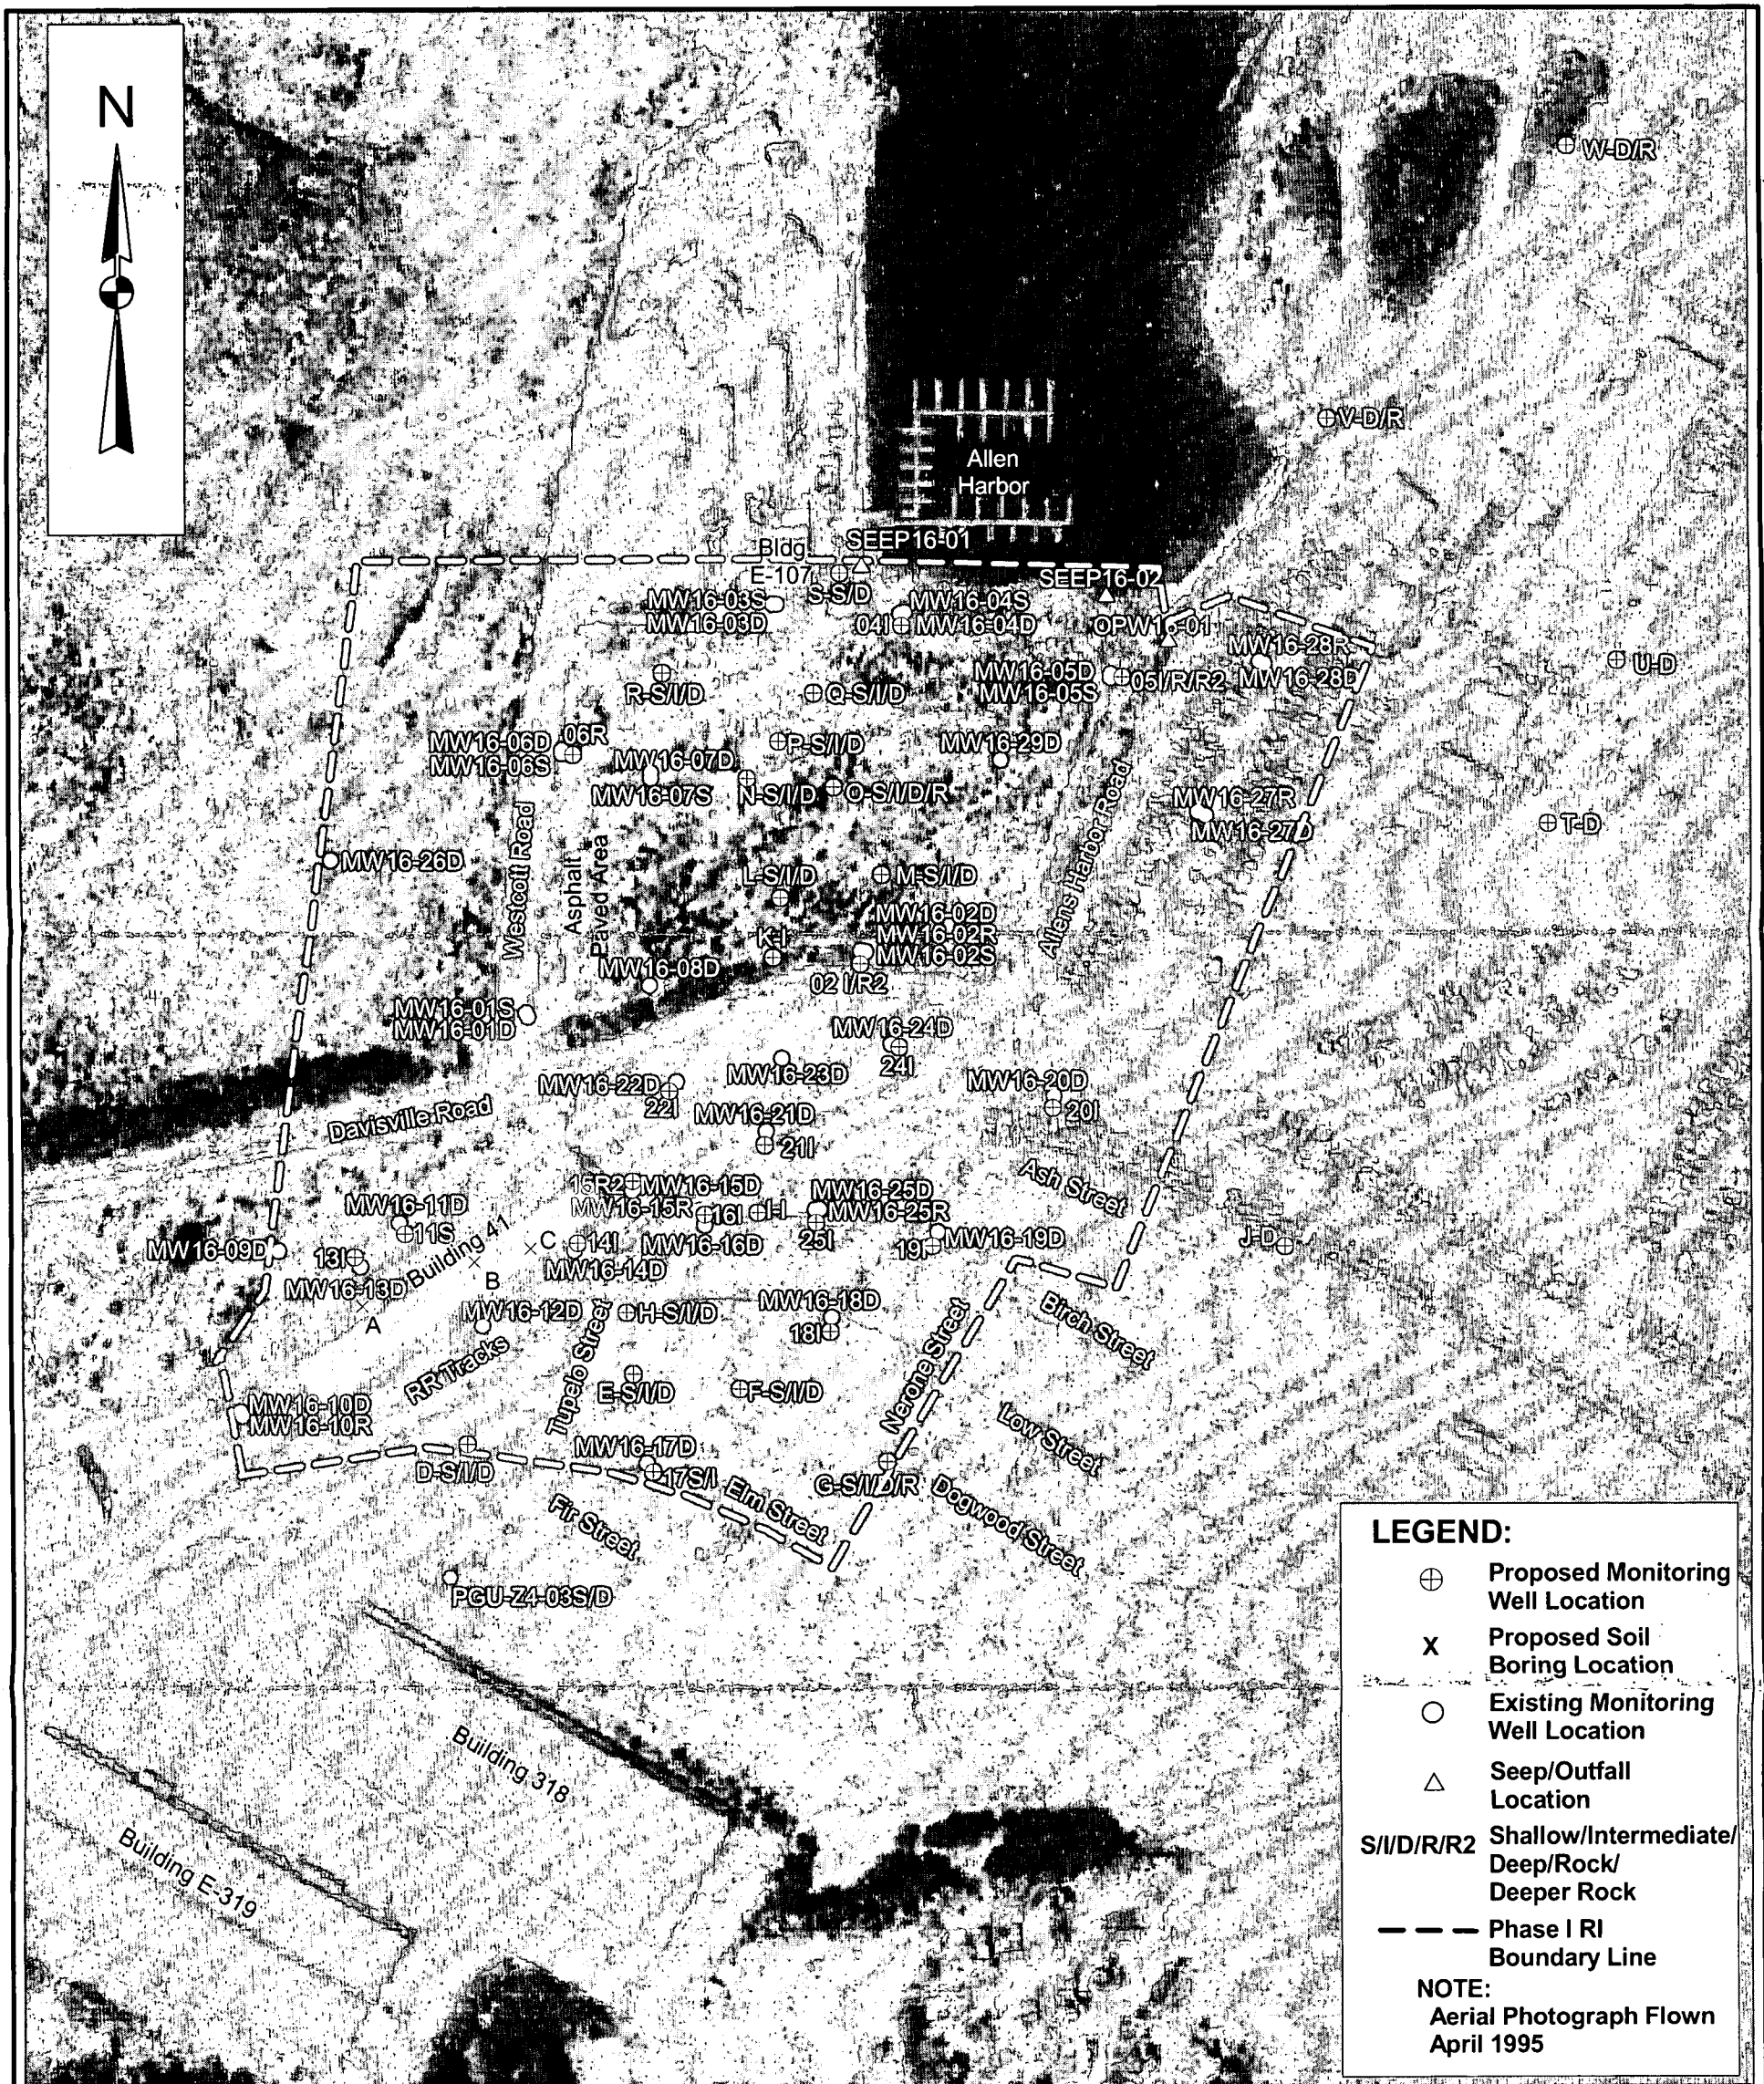 N
W-D/R
V-D/R
Allen
Harbor
SEEP16-01
Bldg
E-107
S-S/D
SEEP16-02
MW16-03S
MW16-03D
MW16-04S
04I
MW16-04D
OPW16-01
MW16-28R
MW16-28D
U-D
MW16-05D
MW16-05S
05I/R/R2
R-S/I/D
Q-S/I/D
MW16-06D
MW16-06S
06R
P-S/I/D
MW16-29D
MW16-07D
MW16-07S
N-S/I/D
O-S/I/D/R
MW16-27R
MW16-27D
T-D
Westcott Road
Asphalt
Paved Area
Allens Harbor Road
MW16-26D
L-S/I/D
M-S/I/D
MW16-02D
MW16-02R
MW16-02S
K-I
02 I/R2
MW16-08D
MW16-01S
MW16-01D
MW16-24D
24I
MW16-23D
MW16-22D
22I
MW16-20D
20I
Davisville Road
MW16-21D
21I
Ash Street
15R2
MW16-15D
MW16-15R
16I
I-I
MW16-16D
MW16-25D
MW16-25R
25I
MW16-11D
11S
Building 41
C
14I
MW16-14D
19I
MW16-19D
J-D
MW16-09D
13I
MW16-13D
B
A
MW16-12D
H-S/I/D
MW16-18D
18I
Birch Street
RR Tracks
Tupelo Street
Nerone Street
E-S/I/D
F-S/I/D
MW16-10D
MW16-10R
Low Street
D-S/I/D
MW16-17D
17S/I
Elm Street
G-S/I/D/R
Dogwood Street
Fir Street
PGU-Z4-03S/D
Building 318
Building E-319
LEGEND:
Proposed Monitoring
Well Location
X Proposed Soil
Boring Location
Existing Monitoring
Well Location
Seep/Outfall
Location
S/I/D/R/R2 Shallow/Intermediate/
Deep/Rock/
Deeper Rock
Phase I RI
Boundary Line
NOTE:
Aerial Photograph Flown
April 1995